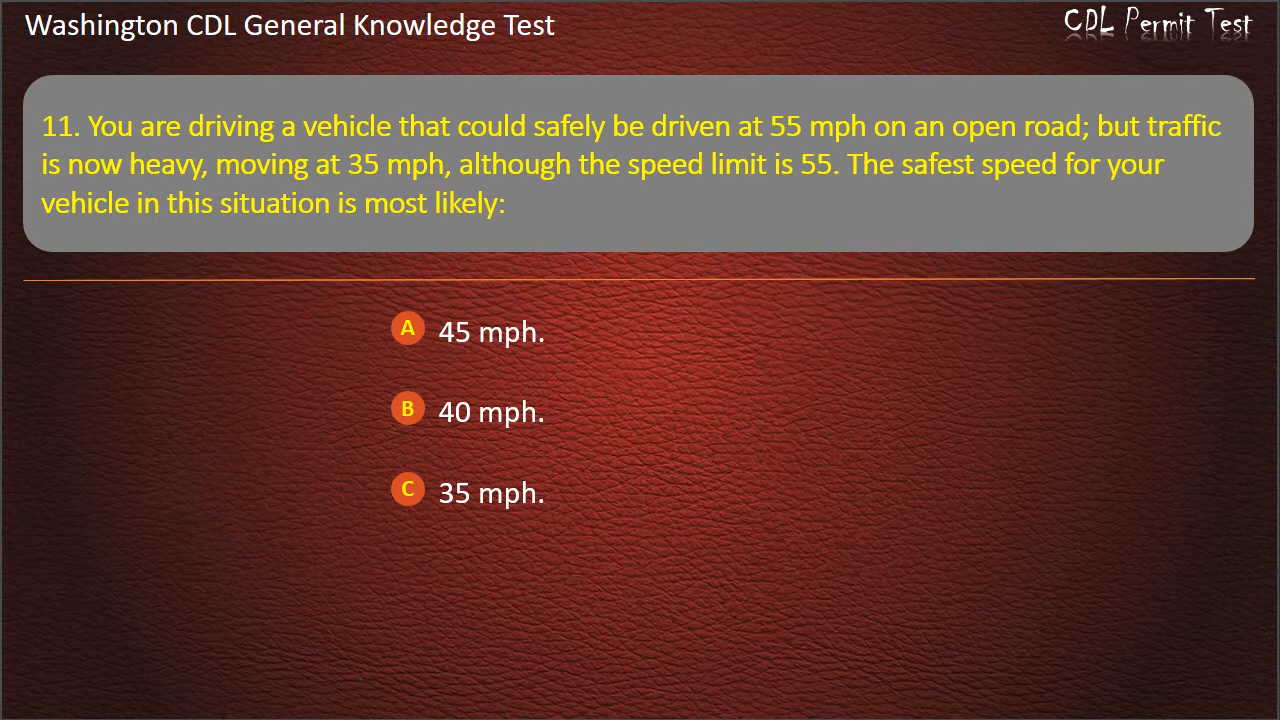 Washington CDL General Knowledge Test
CDL Permit Test
11. You are driving a vehicle that could safely be driven at 55 mph on an open road; but traffic
is now heavy, moving at 35 mph, although the speed limit is 55. The safest speed for your
vehicle in this situation is most likely:
A 45 mph.
B 40 mph.
C 35 mph.